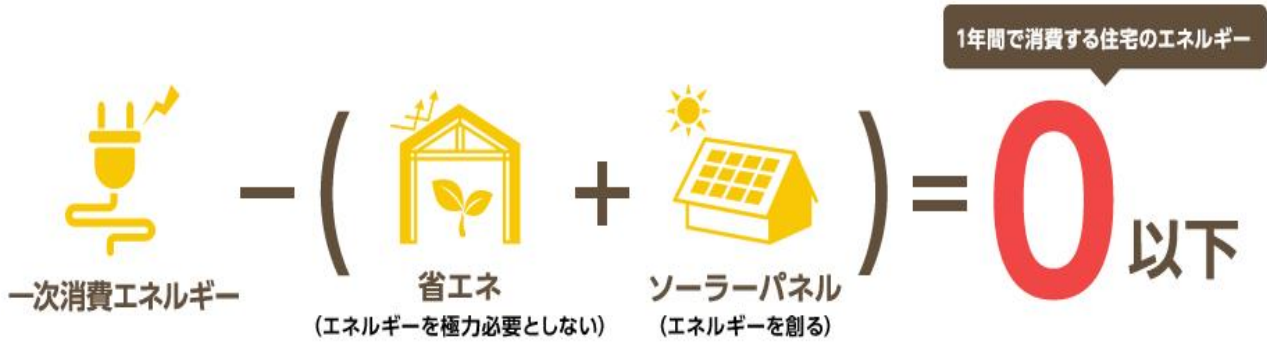 1年間で消費する住宅のエネルギー
一次消費エネルギー
−
(
省エネ
(エネルギーを極力必要としない)
+
ソーラーパネル
(エネルギーを創る)
)
=
0以下